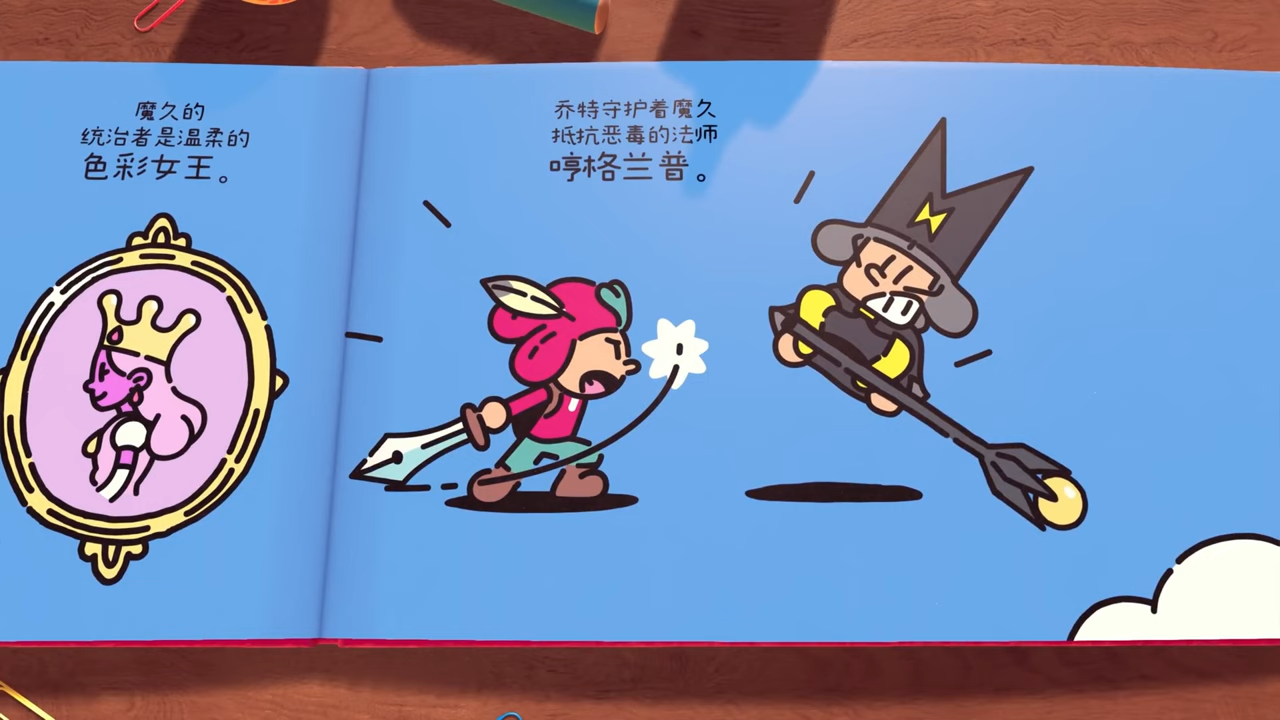 魔久的
统治者是温柔的
色彩女王。
乔特守护着魔久
抵抗恶毒的法师
哼格兰普。